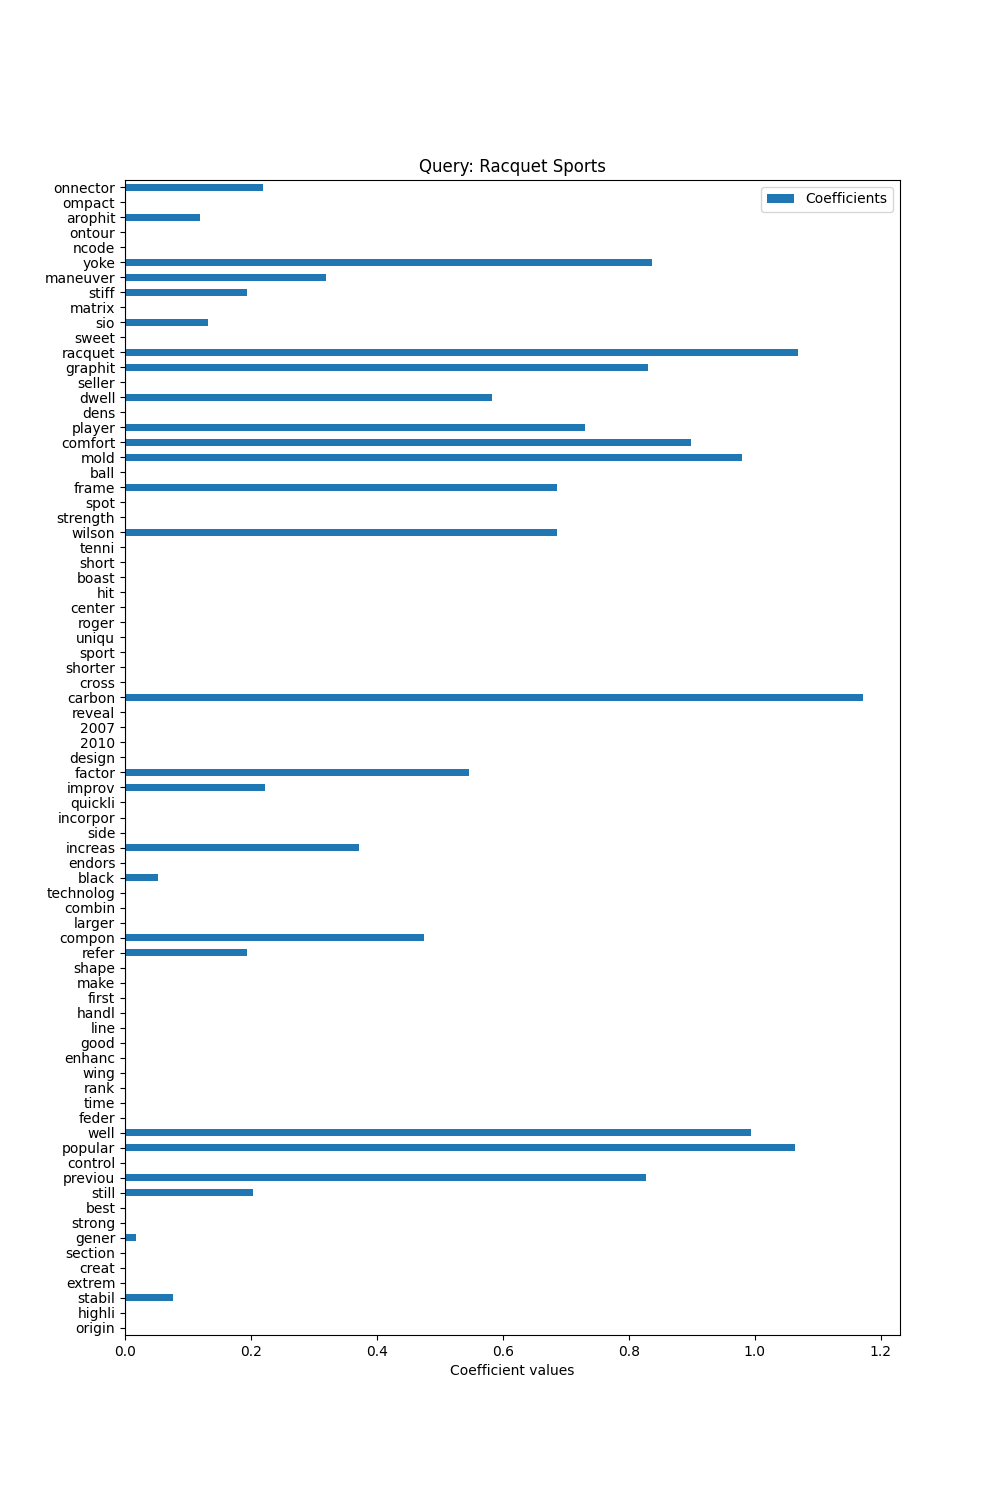 Query: Racquet Sports
Coefficients
onnector
ompact
arophit
ontour
ncode
yoke
maneuver
stiff
matrix
sio
sweet
racquet
graphit
seller
dwell
dens
player
comfort
mold
ball
frame
spot
strength
wilson
tenni
short
boast
hit
center
roger
uniqu
sport
shorter
cross
carbon
reveal
2007
2010
design
factor
improv
quickli
incorpor
side
increas
endors
black
technolog
combin
larger
compon
refer
shape
make
first
handl
line
good
enhanc
wing
rank
time
feder
well
popular
control
previou
still
best
strong
gener
section
creat
extrem
stabil
highli
origin
0.0 0.2 0.4 0.6 0.8 1.0 1.2
Coefficient values